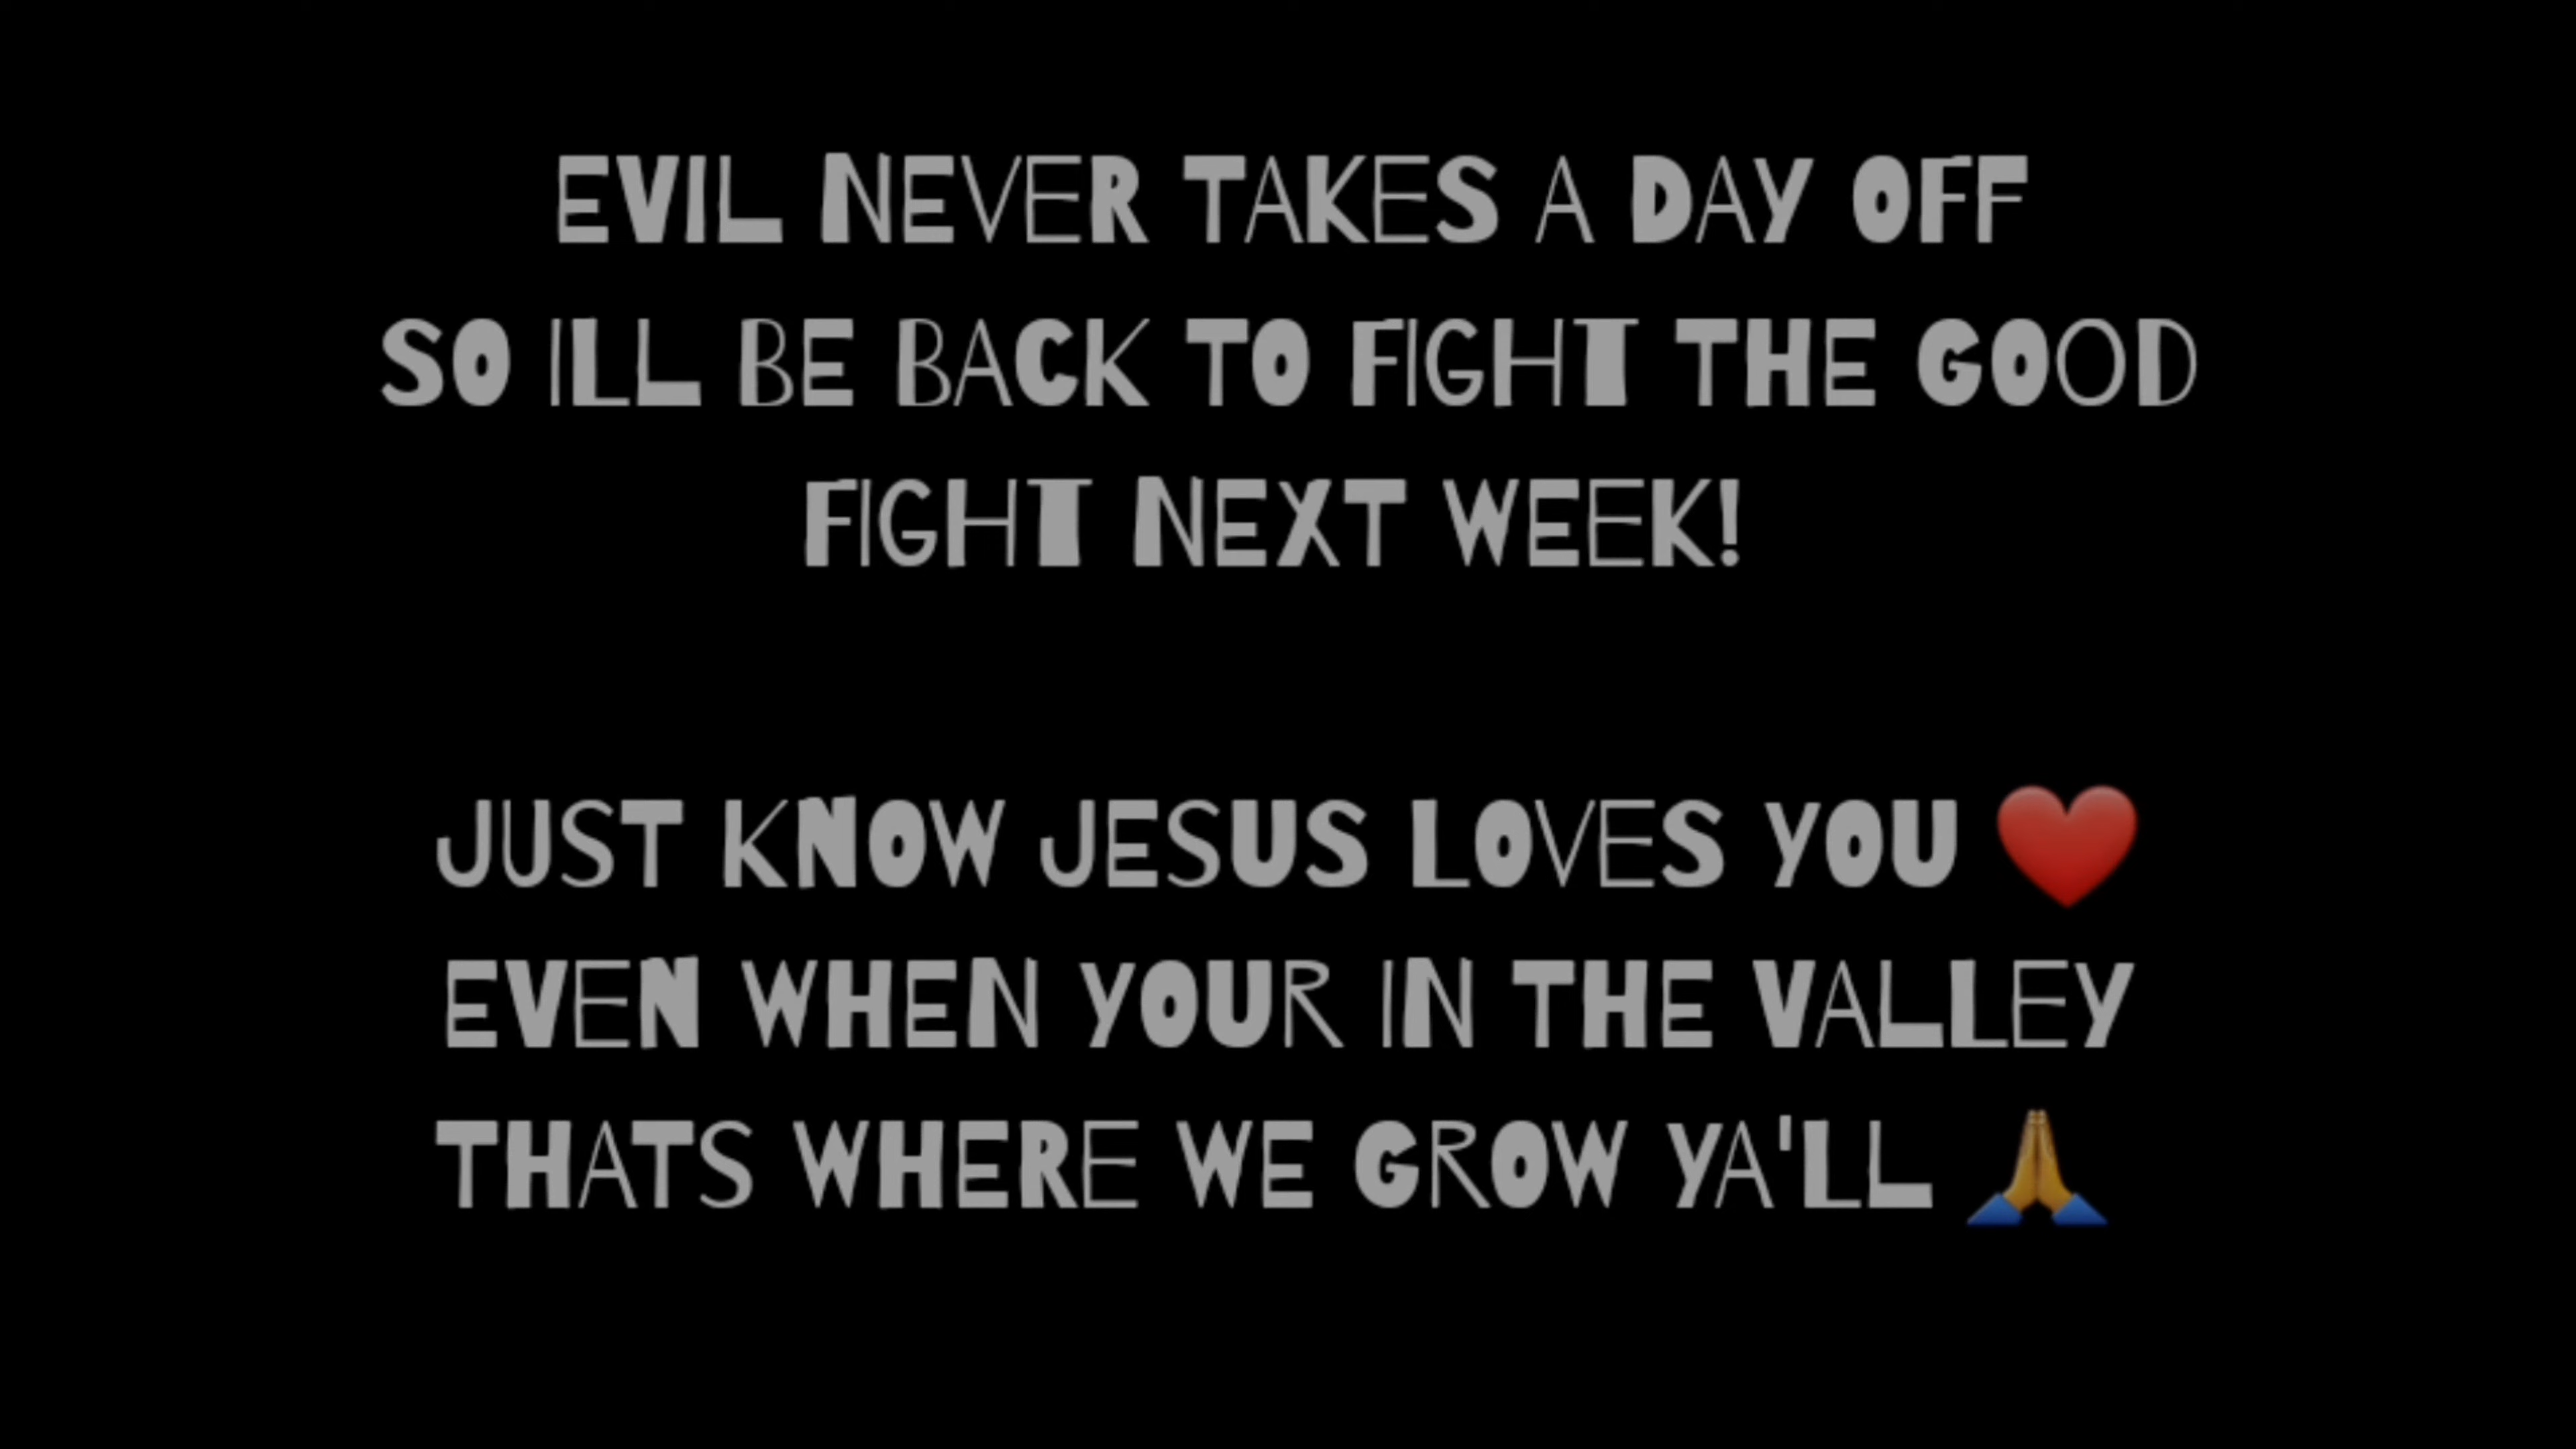 EVIL NEVER TAKES A DAY OFF
SO ILL BE BACK TO FIGHT THE GOOD
FIGHT NEXT WEEK!
JUST KNOW JESUS LOVES YOU ❤️
EVEN WHEN YOUR IN THE VALLEY
THATS WHERE WE GROW YA'LL 🙏